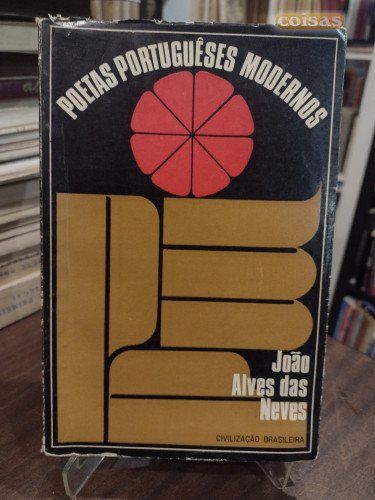 coisas
POETAS PORTUGUÊSES MODERNOS
João
Alves das
Neves
CIVILIZAÇÃO BRASILEIRA